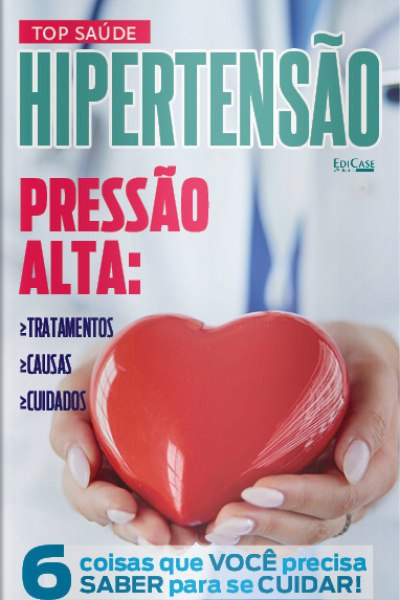 TOP SAÚDE
HIPERTENSÃO
EDICASE
PRESSÃO
ALTA:
≥TRATAMENTOS
≥CAUSAS
≥CUIDADOS
6 coisas que VOCÊ precisa
SABER para se CUIDAR!